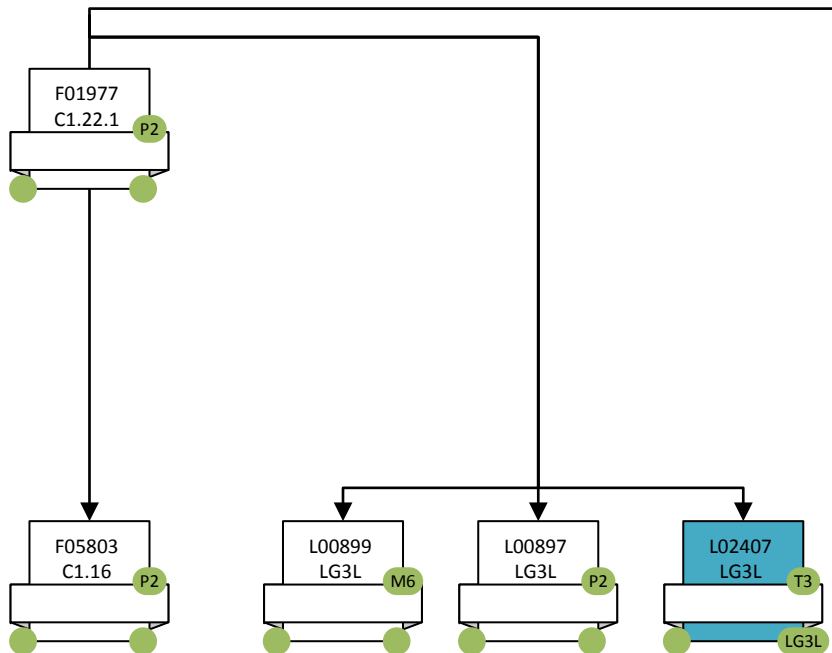 F01977
C1.22.1
P2
F05803
C1.16
P2
L00899
LG3L
M6
L00897
LG3L
P2
L02407
LG3L
T3
LG3L